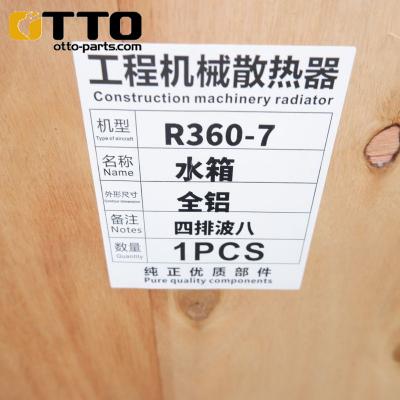 OTTO
otto-parts.com
工程机械散热器
Construction machinery radiator
机型 R360-7
Type of aircraft
名称 水箱
Name
外形尺寸 全铝
Contour dimension
备注 四排波八
Notes
数量 1PCS
Quantity
纯正优质部件
Pure quality components